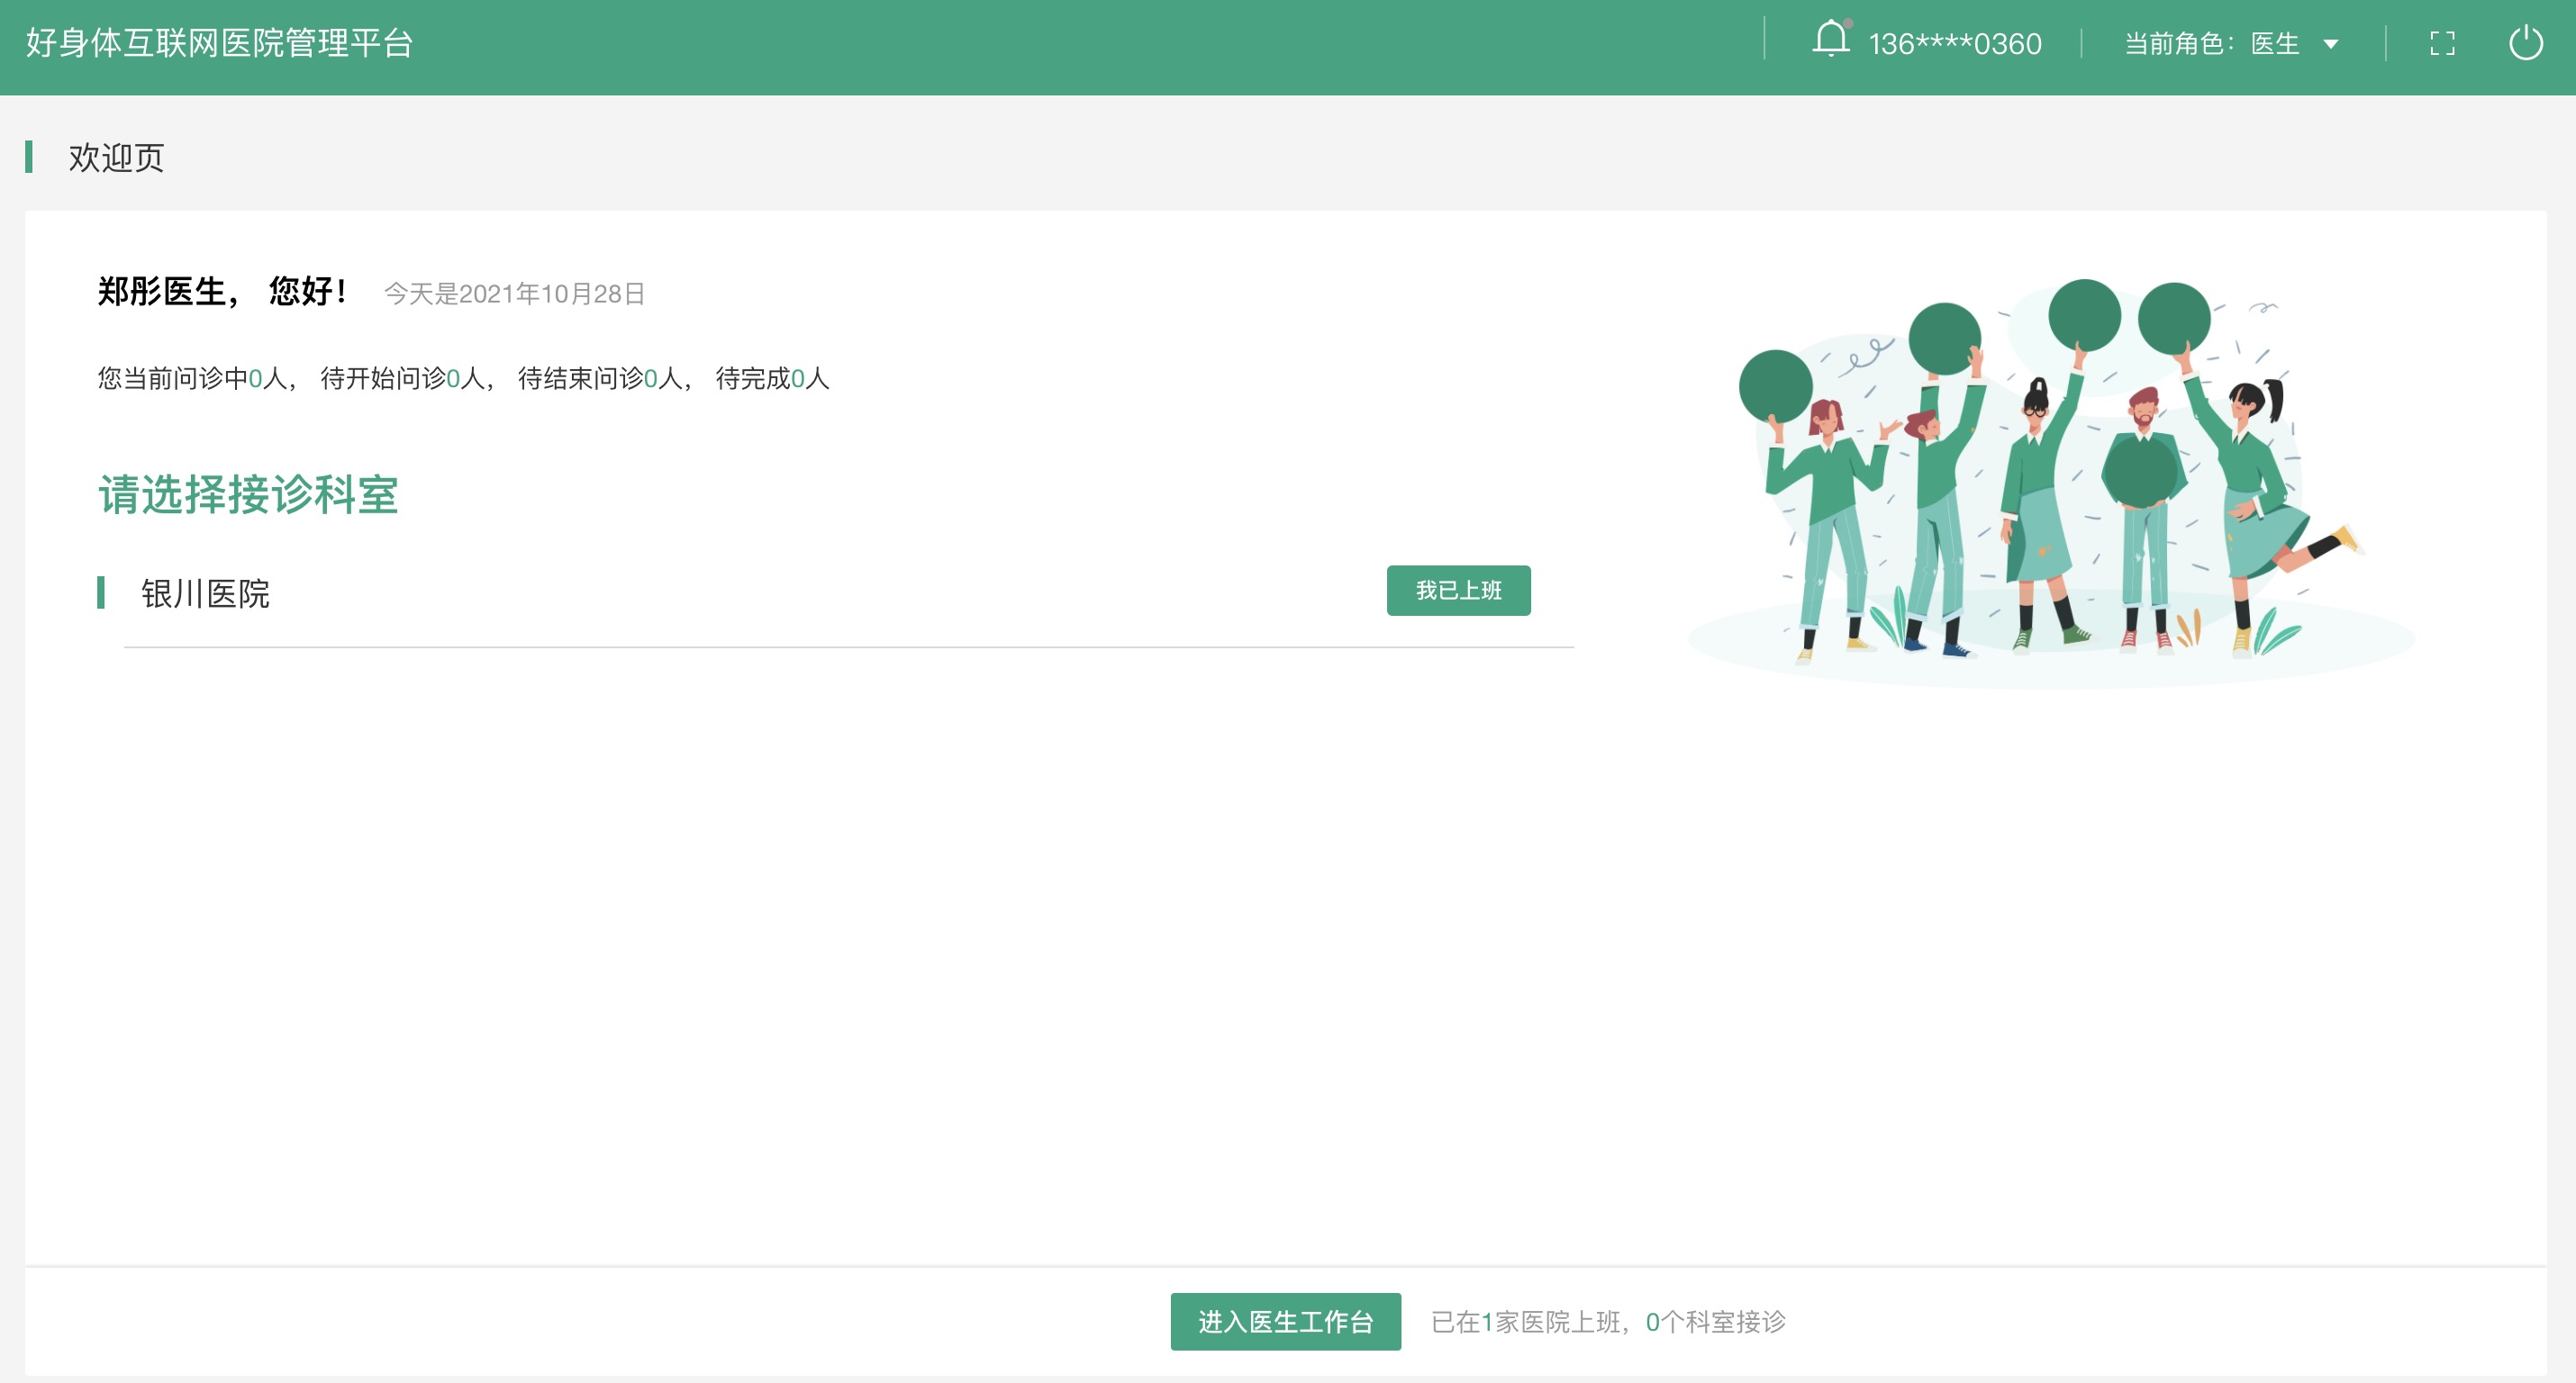 好身体互联网医院管理平台
136****0360
当前角色：医生
欢迎页
郑彤医生， 您好！ 今天是2021年10月28日
您当前问诊中0人， 待开始问诊0人， 待结束问诊0人， 待完成0人
请选择接诊科室
银川医院
我已上班
进入医生工作台 已在1家医院上班，0个科室接诊